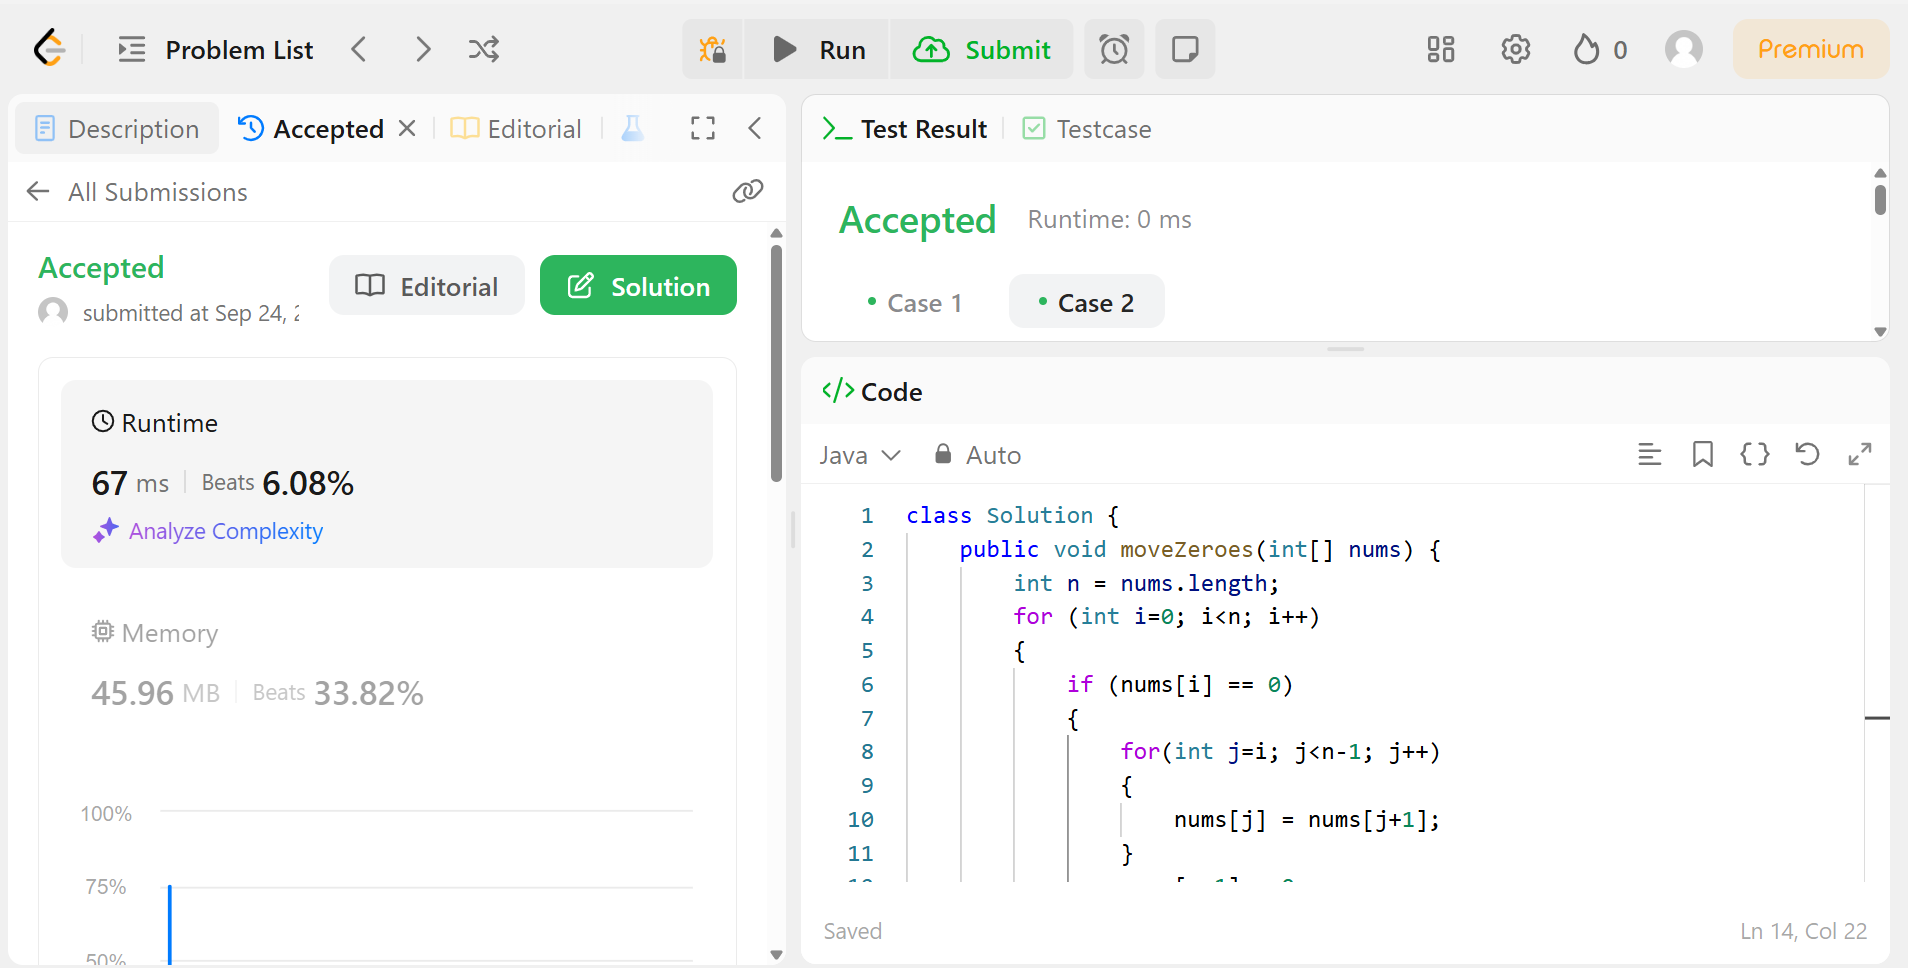 Problem List
Run
Submit
0
Premium
Description
Accepted
Editorial
All Submissions
Accepted
submitted at Sep 24,
Editorial
Solution
Runtime
67 ms
Beats 6.08%
Analyze Complexity
Memory
45.96 MB
Beats 33.82%
100%
75%
50%
Test Result
Testcase
Accepted
Runtime: 0 ms
Case 1
Case 2
Code
Java
Auto
1 class Solution {
2 public void moveZeroes(int[] nums) {
3 int n = nums.length;
4 for (int i=0; i<n; i++)
5 {
6 if (nums[i] == 0)
7 {
8 for(int j=i; j<n-1; j++)
9 {
10 nums[j] = nums[j+1];
11 }
Saved
Ln 14, Col 22